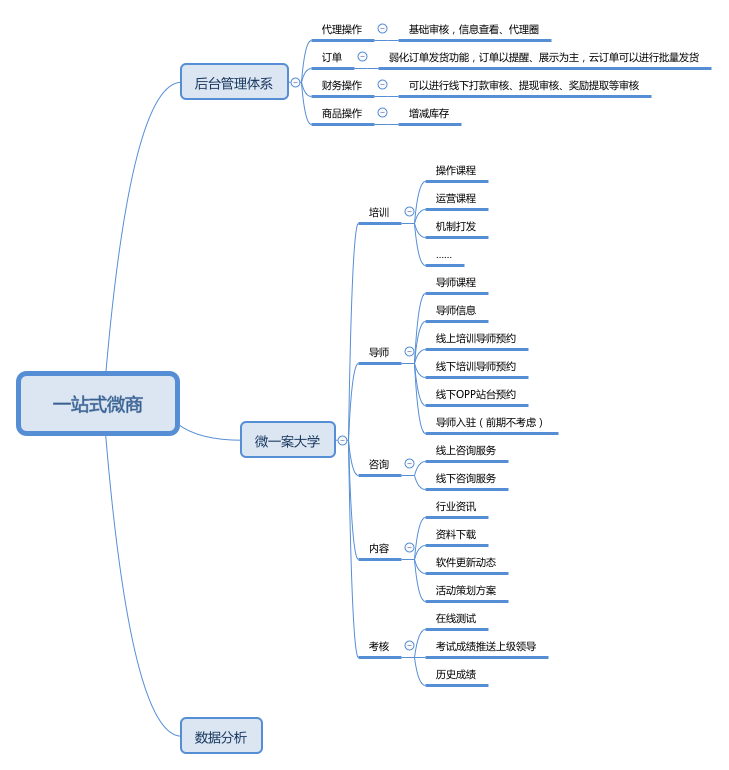 一站式微商
后台管理体系
代理操作
基础审核，信息查看、代理圈
订单
弱化订单发货功能，订单以提醒、展示为主，云订单可以进行批量发货
财务操作
可以进行线下打款审核、提现审核、奖励提取等审核
商品操作
增减库存
微一案大学
培训
操作课程
运营课程
机制打发
......
导师
导师课程
导师信息
线上培训导师预约
线下培训导师预约
线下OPP站台预约
导师入驻（前期不考虑）
咨询
线上咨询服务
线下咨询服务
内容
行业资讯
资料下载
软件更新动态
活动策划方案
考核
在线测试
考试成绩推送上级领导
历史成绩
数据分析